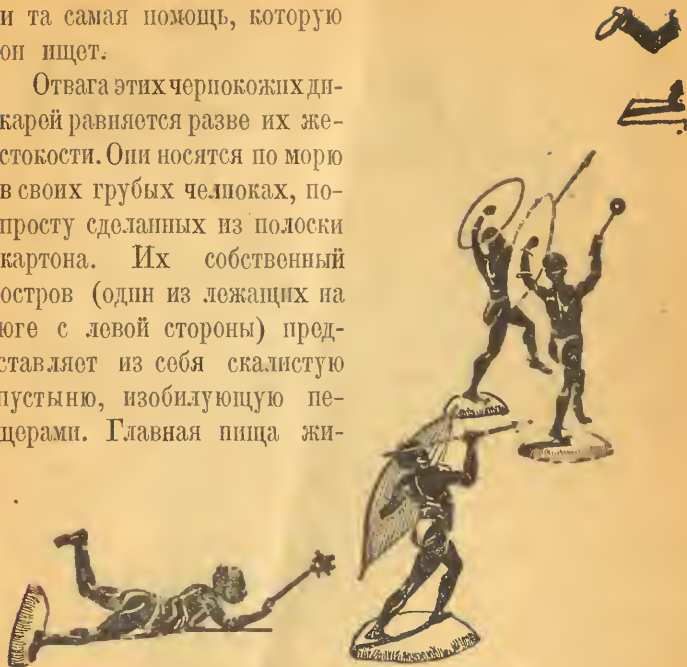 и та самая помощь, которую
он ищет.
Отвага этих чернокожих ди-
карей равняется разве их же-
стокости. Они носятся по морю
в своих грубых челноках, по-
просту сделанных из полоски
картона. Их собственный
остров (один из лежащих на
юге с левой стороны) пред-
ставляет из себя скалистую
пустыню, изобилующую пе-
щерами. Главная пища жи-